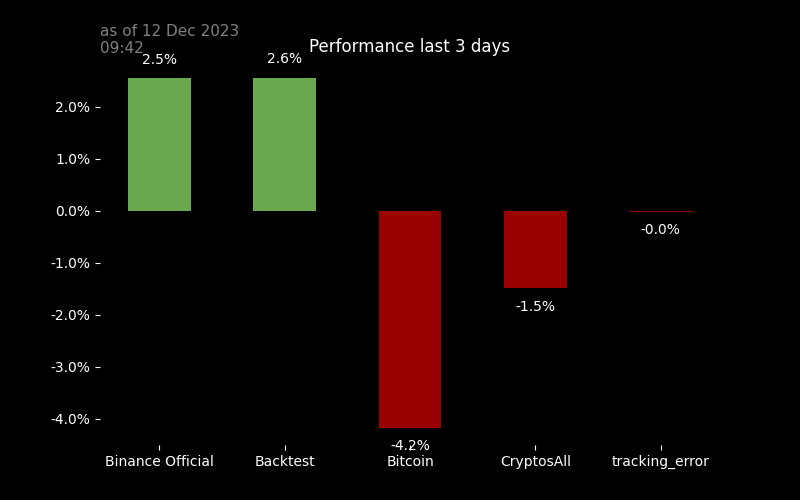 as of 12 Dec 2023
09:42
Performance last 3 days
2.5%
2.6%
2.0%
1.0%
0.0%
-0.0%
-1.0%
-1.5%
-2.0%
-3.0%
-4.0%
-4.2%
Binance Official
Backtest
Bitcoin
CryptosAll
tracking_error